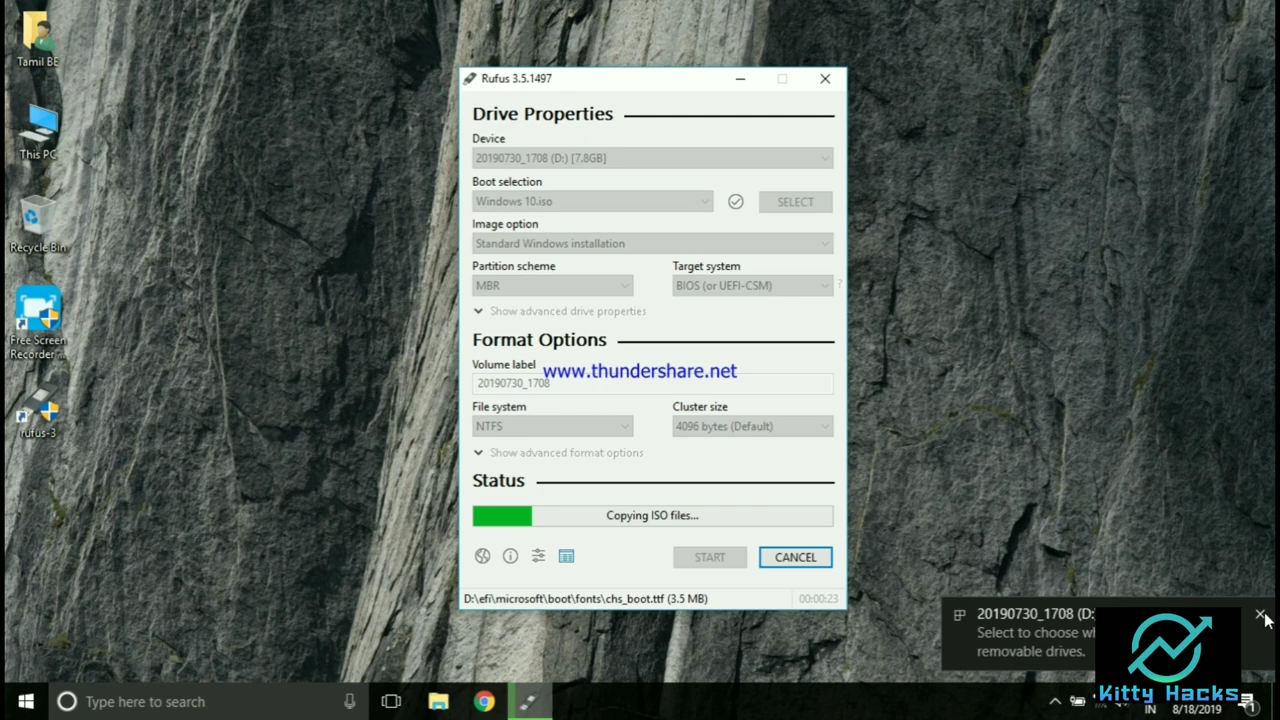 Tamil BE
This PC
Recycle Bin
Free Screen
Recorder ...
rufus-3
Rufus 3.5.1497
Drive Properties
Device
20190730_1708 (D:) [7.8GB]
Boot selection
Windows 10.iso
SELECT
Image option
Standard Windows installation
Partition scheme
Target system
MBR
BIOS (or UEFI-CSM)
?
Show advanced drive properties
Format Options
Volume label
www.thundershare.net
20190730_1708
File system
Cluster size
NTFS
4096 bytes (Default)
Show advanced format options
Status
Copying ISO files...
START
CANCEL
D:\efi\microsoft\boot\fonts\chs_boot.ttf (3.5 MB)
00:00:23
20190730_1708 (D:
Select to choose
removable drives.
Kitty Hacks
Type here to search
IN
8/18/2019
1